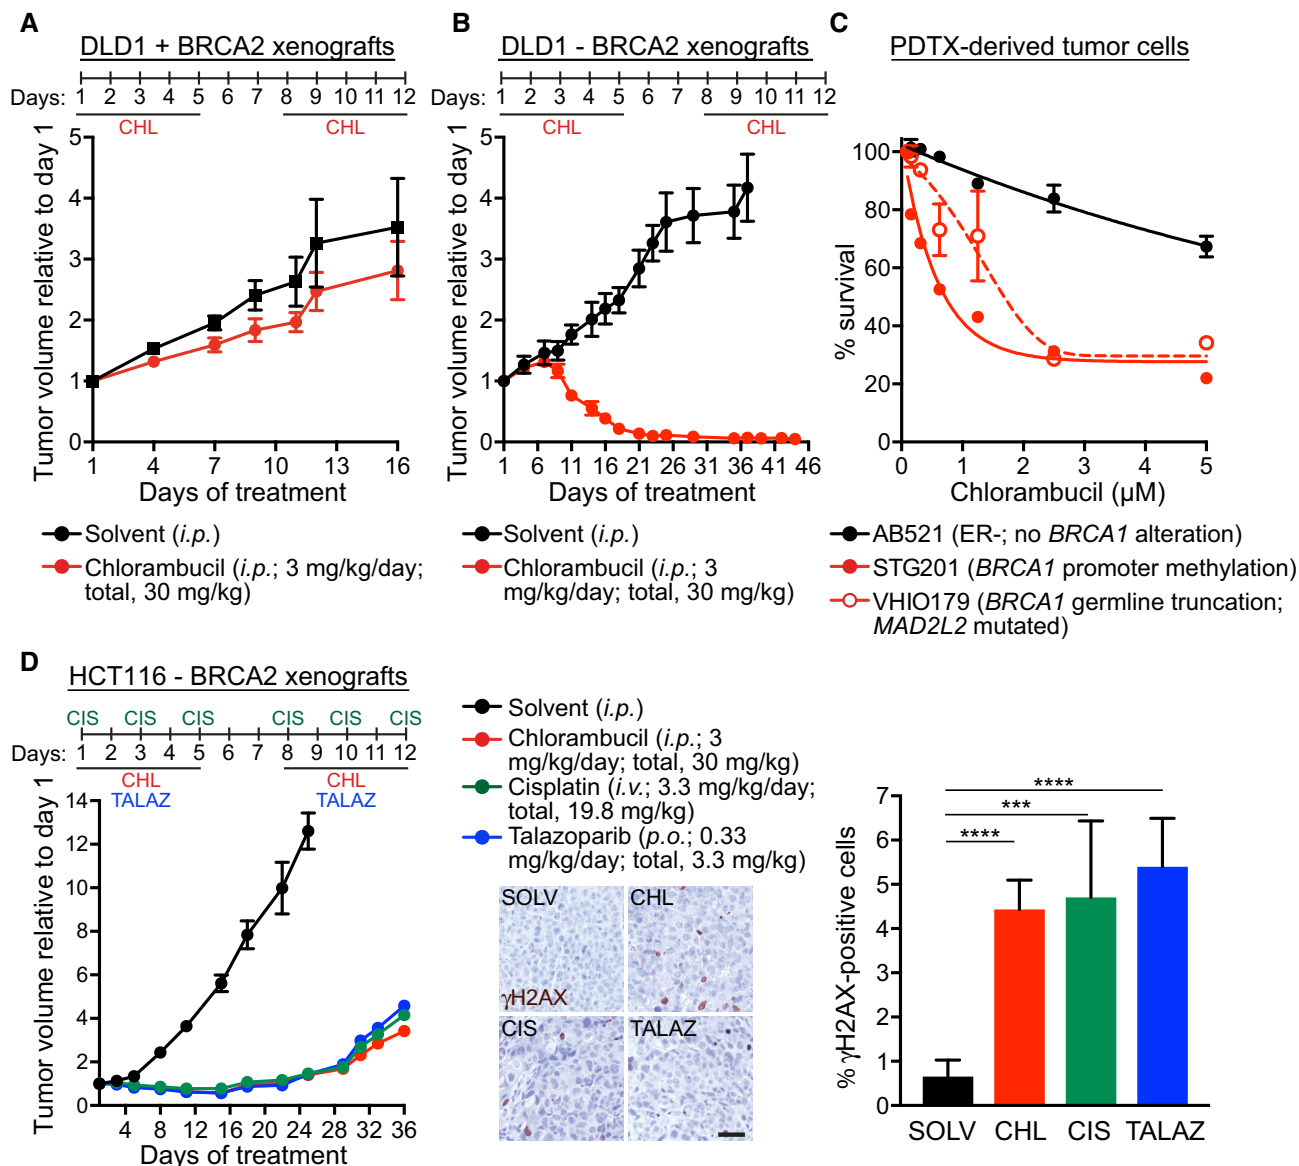 A
DLD1 + BRCA2 xenografts
Days: 1 2 3 4 5 6 7 8 9 10 11 12
CHL CHL
Tumor volume relative to day 1
5
4
3
2
1
0
1 4 7 10 13 16
Days of treatment
Solvent (i.p.)
Chlorambucil (i.p.; 3 mg/kg/day;
total, 30 mg/kg)
B
DLD1 - BRCA2 xenografts
Days: 1 2 3 4 5 6 7 8 9 10 11 12
CHL CHL
Tumor volume relative to day 1
5
4
3
2
1
0
1 6 11 16 21 26 31 36 41 46
Days of treatment
Solvent (i.p.)
Chlorambucil (i.p.; 3
mg/kg/day; total, 30 mg/kg)
C
PDTX-derived tumor cells
% survival
100
80
60
40
20
0
0 1 2 3 4 5
Chlorambucil (µM)
AB521 (ER-; no BRCA1 alteration)
STG201 (BRCA1 promoter methylation)
VHIO179 (BRCA1 germline truncation;
MAD2L2 mutated)
D
HCT116 - BRCA2 xenografts
CIS CIS CIS CIS CIS CIS
Days: 1 2 3 4 5 6 7 8 9 10 11 12
CHL CHL
TALAZ TALAZ
Tumor volume relative to day 1
14
12
10
8
6
4
2
0
4 8 12 16 20 24 28 32 36
Days of treatment
Solvent (i.p.)
Chlorambucil (i.p.; 3
mg/kg/day; total, 30 mg/kg)
Cisplatin (i.v.; 3.3 mg/kg/day;
total, 19.8 mg/kg)
Talazoparib (p.o.; 0.33
mg/kg/day; total, 3.3 mg/kg)
SOLV CHL
γH2AX
CIS TALAZ
% γH2AX-positive cells
7
6
5
4
3
2
1
0
****
***
****
SOLV CHL CIS TALAZ